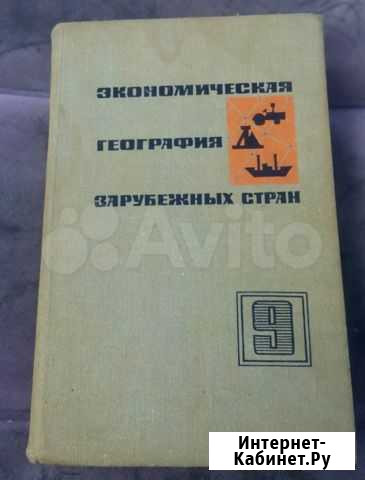 ЭКОНОМИЧЕСКАЯ
ГЕОГРАФИЯ
ЗАРУБЕЖНЫХ СТРАН
Avito
9
Интернет-
Кабинет.Ру